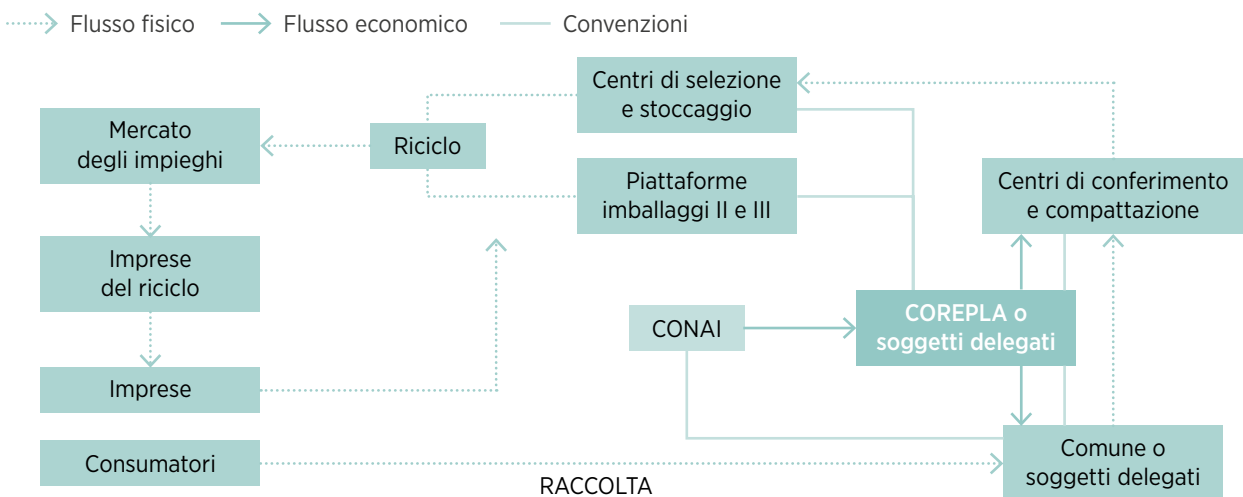 Flusso fisico
Flusso economico
Convenzioni
Centri di selezione
e stoccaggio
Mercato
degli impieghi
Riciclo
Piattaforme
imballaggi II e III
Centri di conferimento
e compattazione
Imprese
del riciclo
CONAI
COREPLA o
soggetti delegati
Imprese
Consumatori
RACCOLTA
Comune o
soggetti delegati